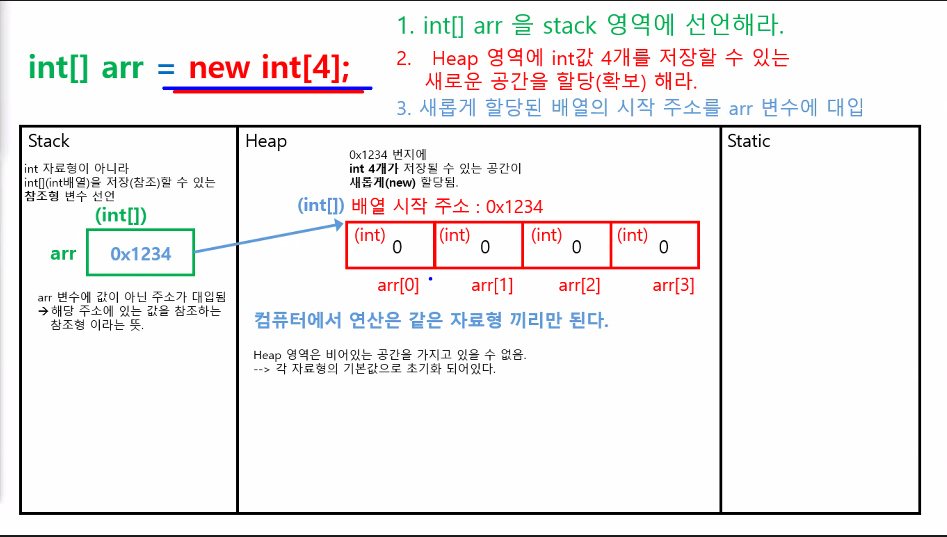 int[] arr = new int[4];
1. int[] arr 을 stack 영역에 선언해라.
2. Heap 영역에 int값 4개를 저장할 수 있는
새로운 공간을 할당(확보) 해라.
3. 새롭게 할당된 배열의 시작 주소를 arr 변수에 대입
Stack
int 자료형이 아니라
int[](int배열)을 저장(참조)할 수 있는
참조형 변수 선언
(int[])
arr
0x1234
arr 변수에 값이 아닌 주소가 대입됨
→ 해당 주소에 있는 값을 참조하는
참조형 이라는 뜻.
Heap
0x1234 번지에
int 4개가 저장될 수 있는 공간이
새롭게(new) 할당됨.
(int[]) 배열 시작 주소 : 0x1234
(int) 0 (int) 0 (int) 0 (int) 0
arr[0] arr[1] arr[2] arr[3]
컴퓨터에서 연산은 같은 자료형 끼리만 된다.
Heap 영역은 비어있는 공간을 가지고 있을 수 없음.
--> 각 자료형의 기본값으로 초기화 되어있다.
Static